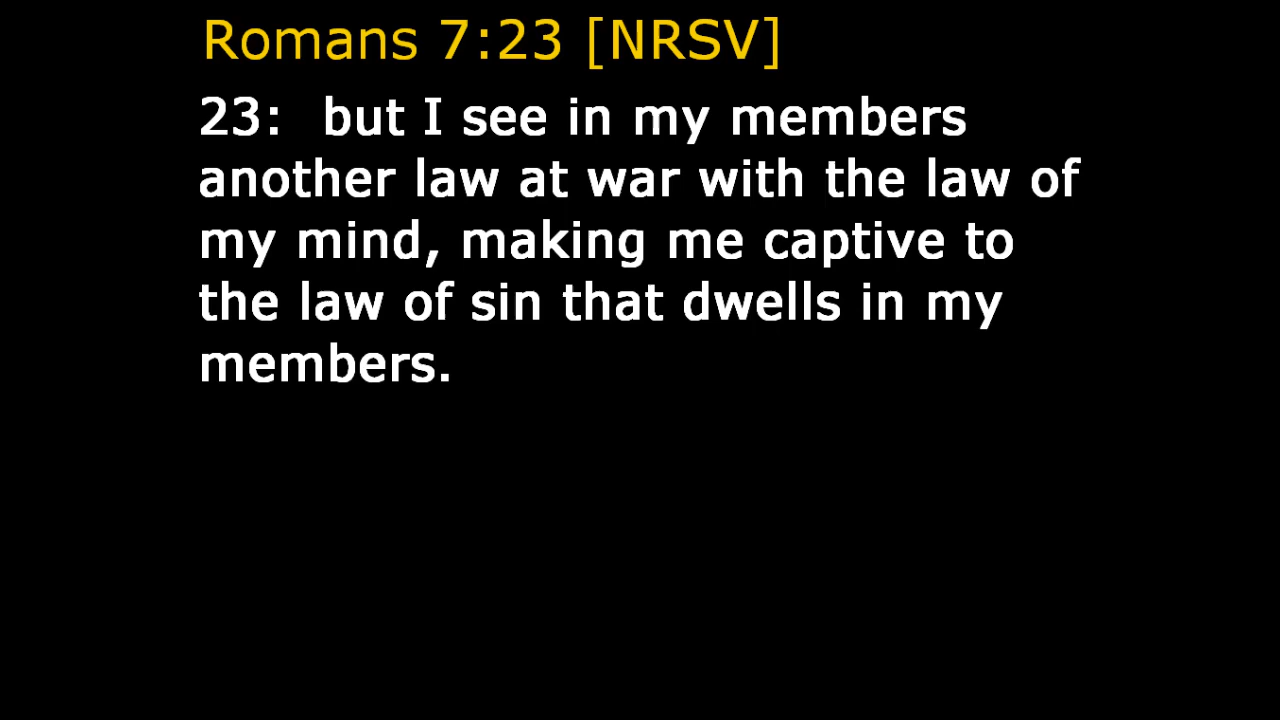 Romans 7:23 [NRSV]
23: but I see in my members
another law at war with the law of
my mind, making me captive to
the law of sin that dwells in my
members.